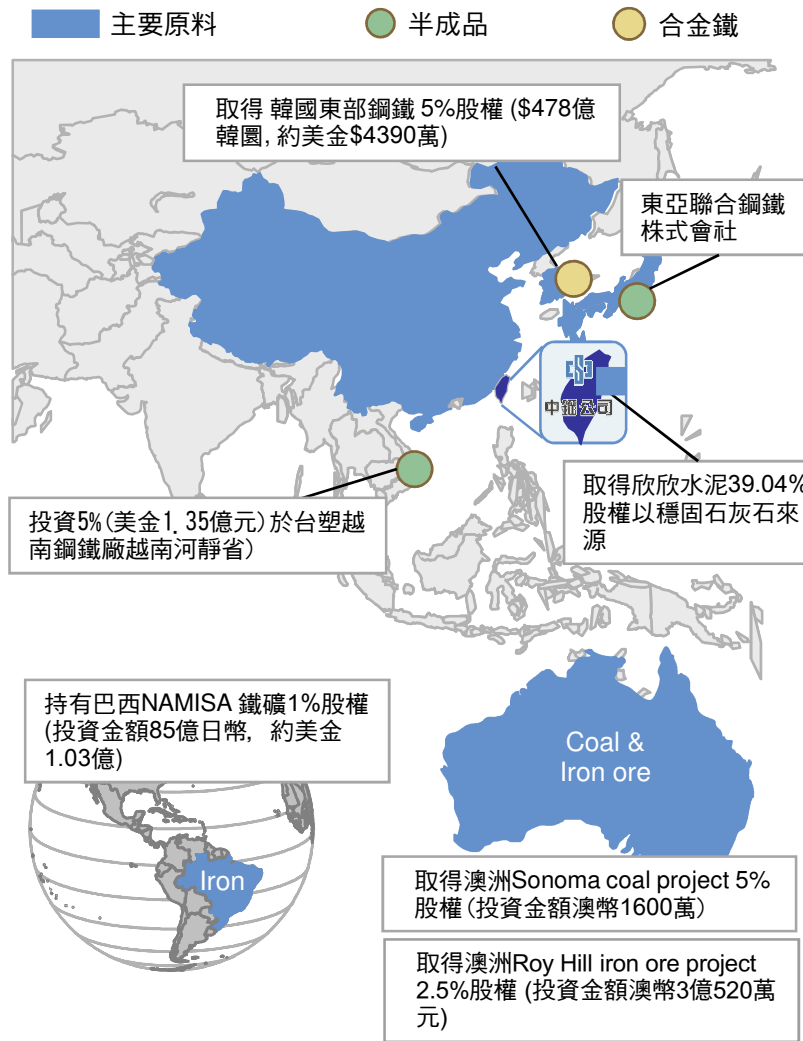 主要原料
半成品
合金鐵
取得 韓國東部鋼鐵 5%股權 ($478億
韓圜, 約美金$4390萬)
東亞聯合鋼鐵
株式會社
中鋼公司
取得欣欣水泥39.04%
股權以穩固石灰石來
源
投資5%(美金1.35億元)於台塑越
南鋼鐵廠越南河靜省)
持有巴西NAMISA 鐵礦1%股權
(投資金額85億日幣, 約美金
1.03億)
Coal &
Iron ore
Iron
取得澳洲Sonoma coal project 5%
股權(投資金額澳幣1600萬)
取得澳洲Roy Hill iron ore project
2.5%股權 (投資金額澳幣3億520萬
元)